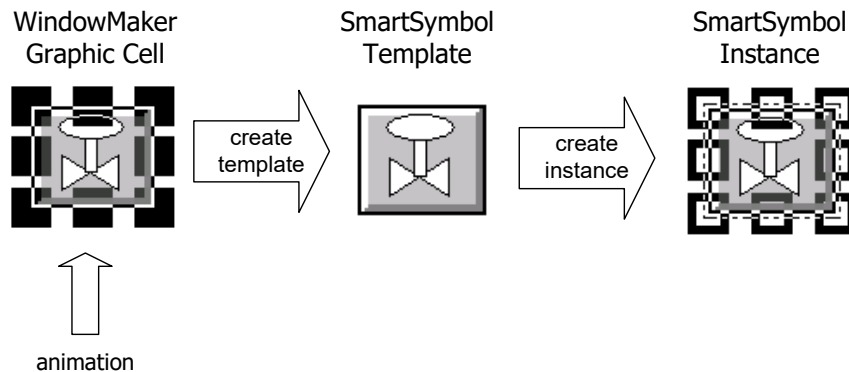 WindowMaker
Graphic Cell
SmartSymbol
Template
SmartSymbol
Instance
create
template
create
instance
animation